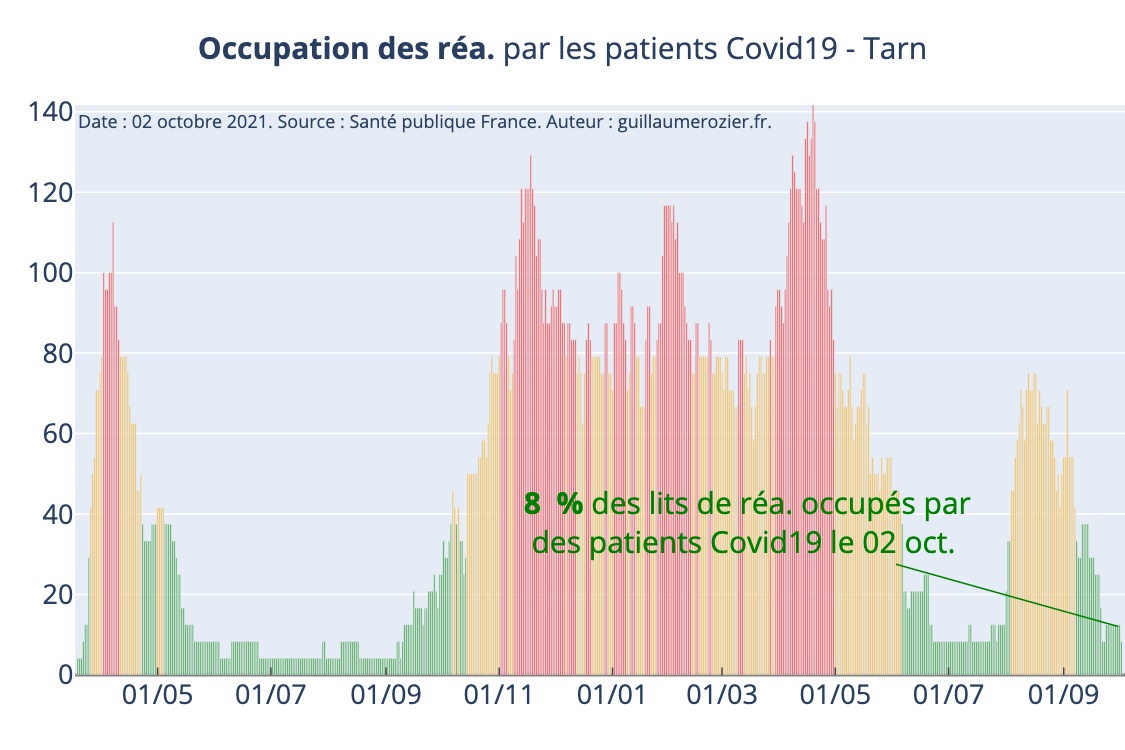 Occupation des réa. par les patients Covid19 - Tarn
140
Date : 02 octobre 2021. Source : Santé publique France. Auteur : guillaumerozier.fr.
120
100
80
60
40
8 % des lits de réa. occupés par
des patients Covid19 le 02 oct.
20
0
01/05 01/07 01/09 01/11 01/01 01/03 01/05 01/07 01/09